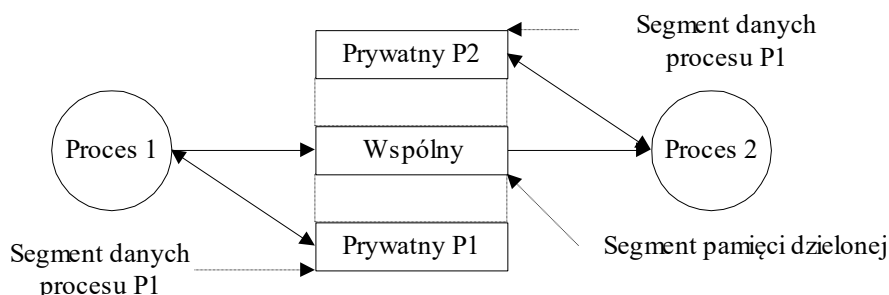 Segment danych
procesu P1
Prywatny P2
Proces 1
Wspólny
Proces 2
Prywatny P1
Segment danych
procesu P1
Segment pamięci dzielonej